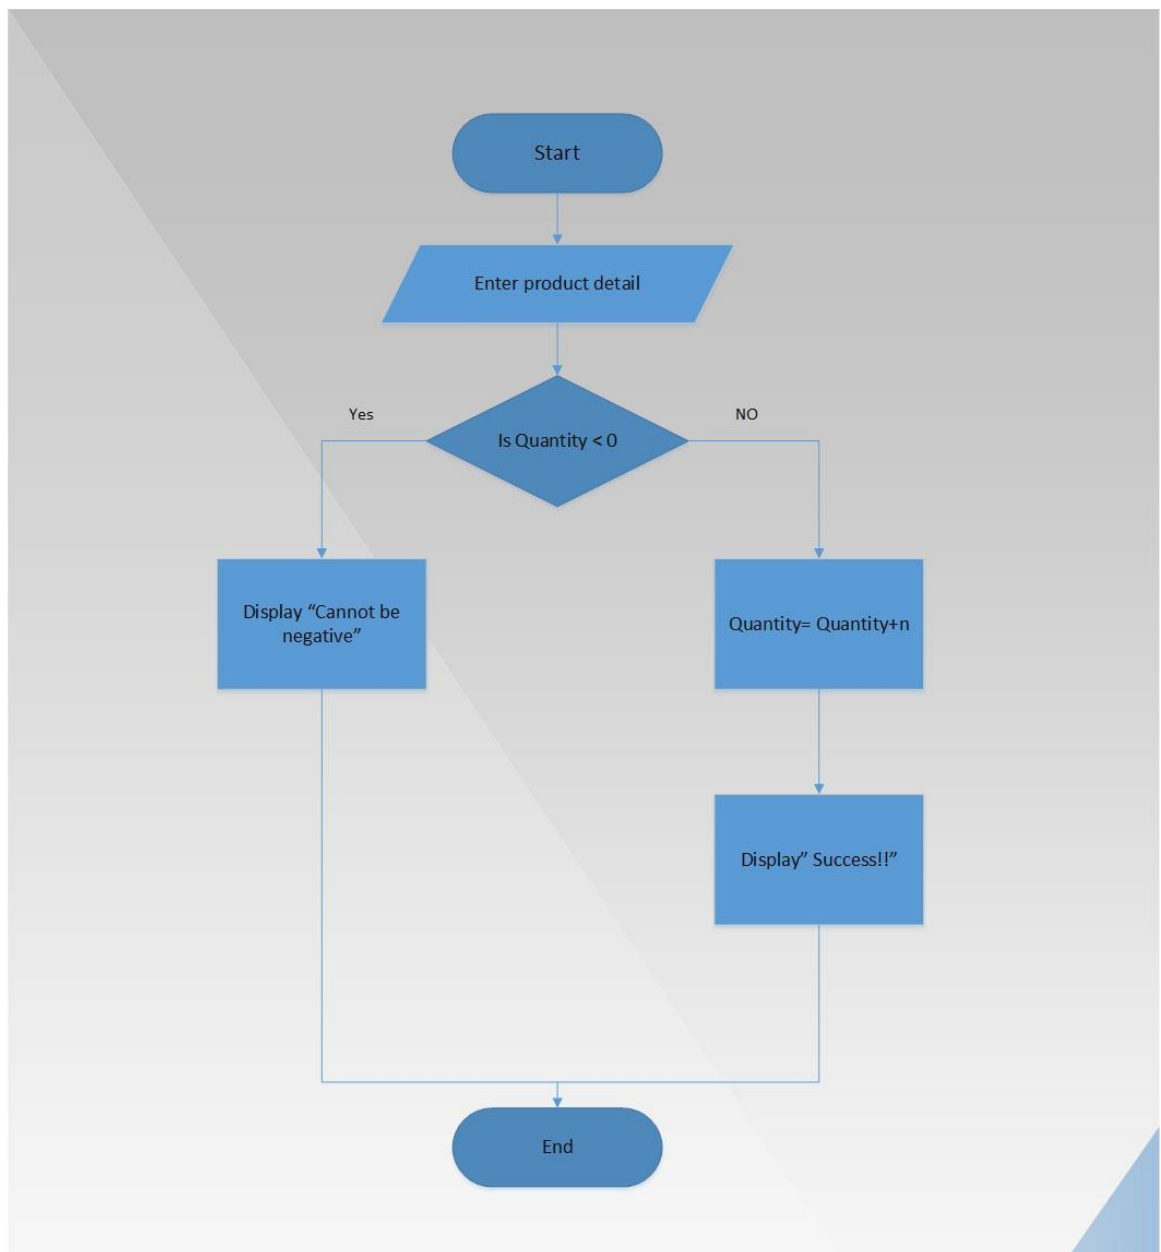 Start
Enter product detail
Yes
NO
Is Quantity < 0
Display “Cannot be
negative”
Quantity= Quantity+n
Display” Success!!”
End